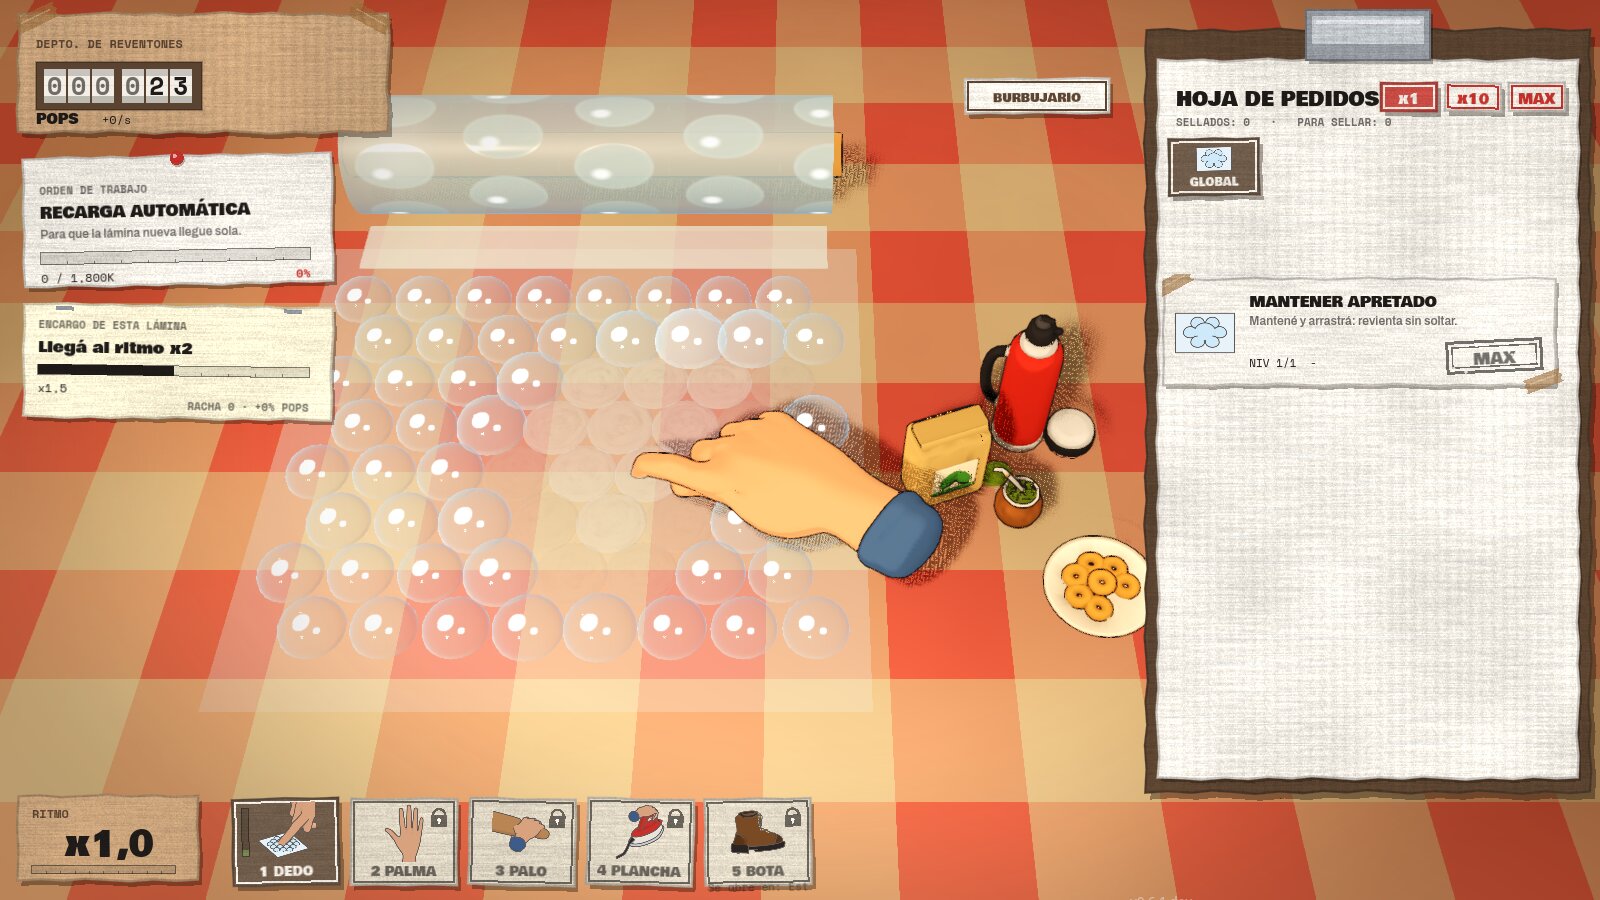 DEPTO. DE REVENTONES
000 023
POPS +0/s
ORDEN DE TRABAJO
RECARGA AUTOMÁTICA
Para que la lámina nueva llegue sola.
0 / 1.800K 0%
ENCARGO DE ESTA LÁMINA
Llegá al ritmo x2
x1,5
RACHA 0 · +0% POPS
BURBUJARIO
HOJA DE PEDIDOS x1 x10 MAX
SELLADOS: 0 · PARA SELLAR: 0
GLOBAL
MANTENER APRETADO
Mantené y arrastrá: revienta sin soltar.
NIV 1/1 -
MAX
RITMO
x1,0
1 DEDO
2 PALMA
3 PALO
4 PLANCHA
5 BOTA